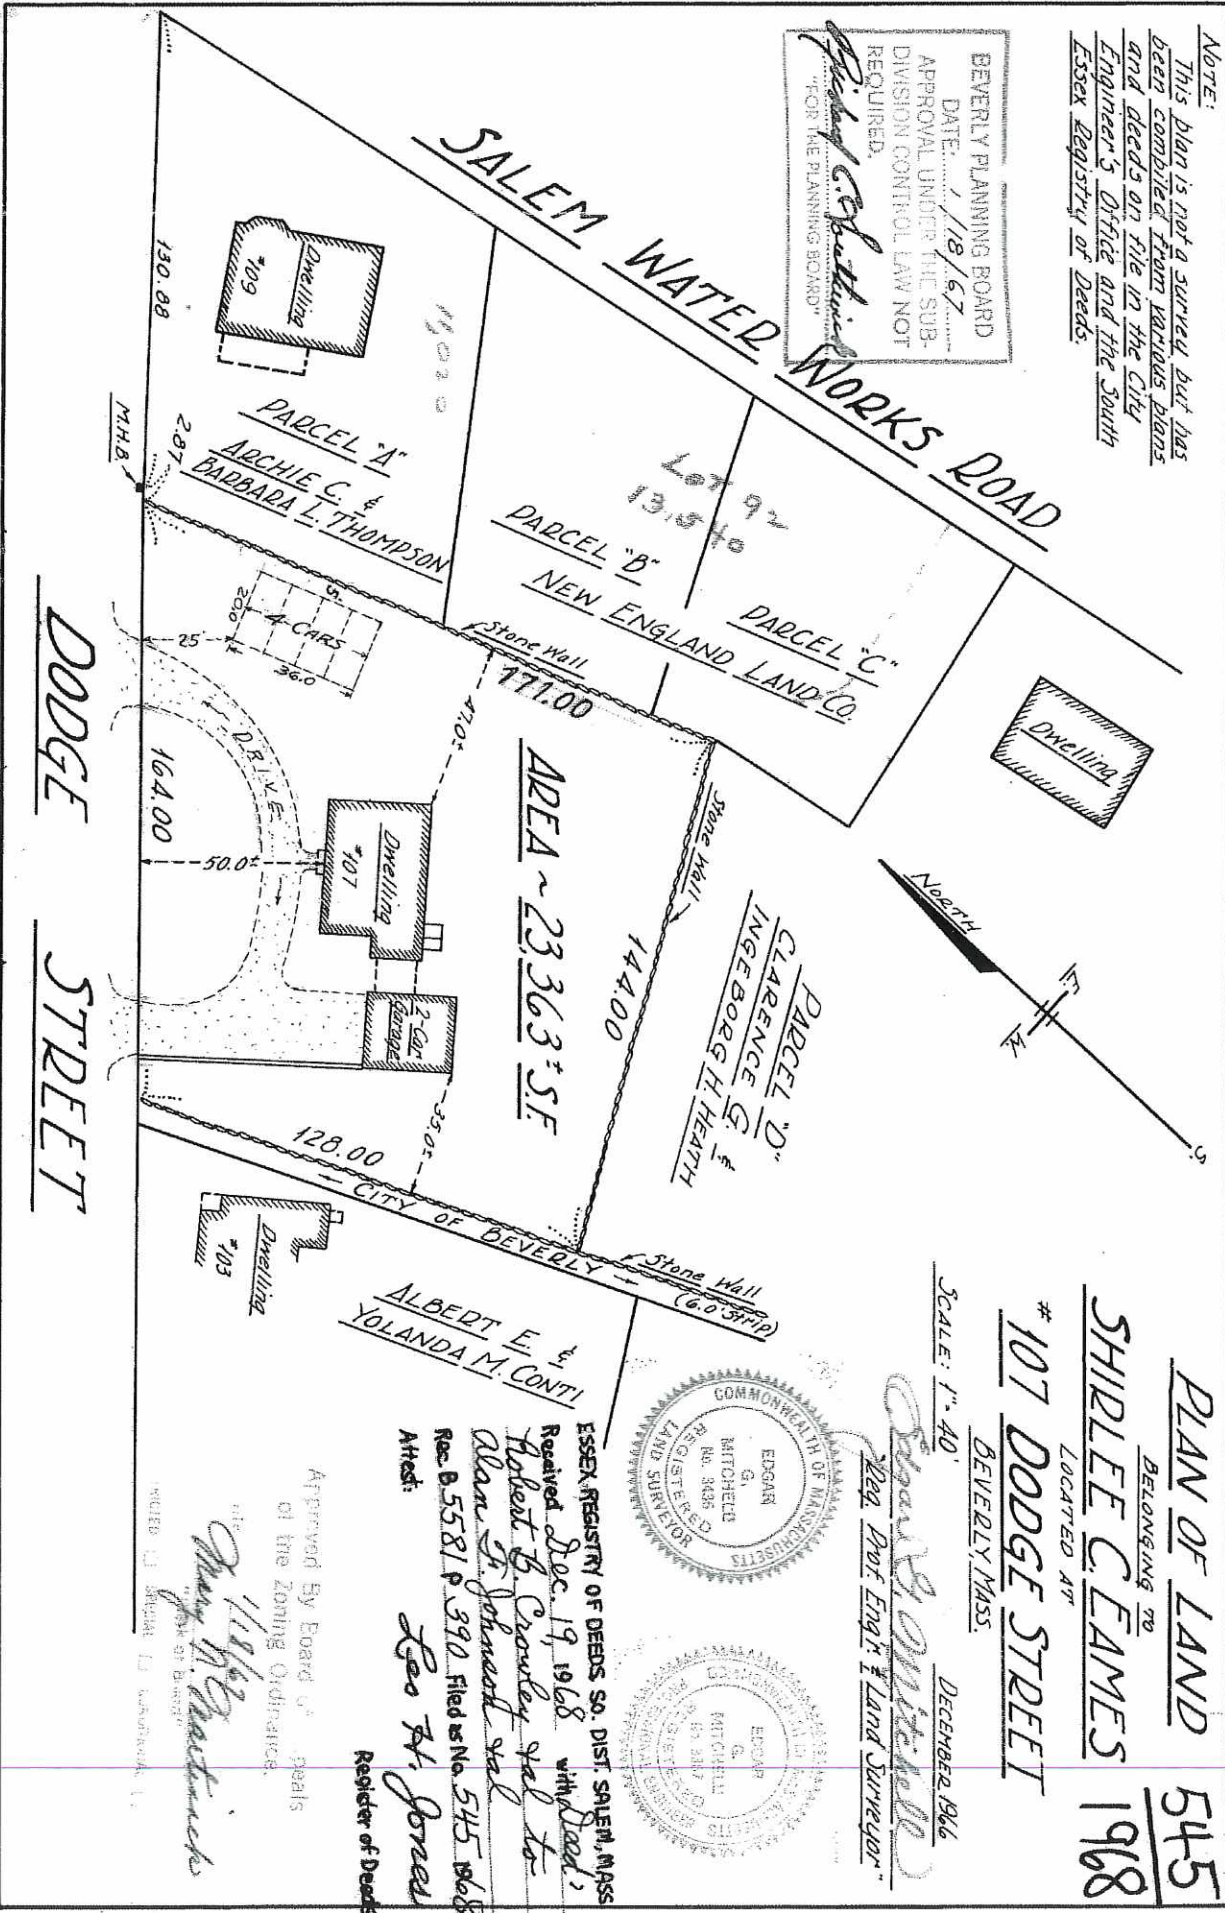 545
1968
PLAN OF LAND
BELONGING TO
SHIRLEE C. EAMES
LOCATED AT
#107 DODGE STREET
BEVERLY, MASS.
SCALE: 1"=40'
DECEMBER 1966
"Reg. Prof. Eng'r. & Land Surveyor"
COMMONWEALTH OF MASSACHUSETTS
EDGAR
G.
MITCHELL
No. 3436
REGISTERED
LAND SURVEYOR
EDGAR
G.
MITCHELL
ESSEX REGISTRY OF DEEDS SO. DIST. SALEM, MASS
Received Dec. 19, 1968 with Deed,
Robert B. Crowley to
Alan F. Johnson
Rec. B 5581 P. 390 Filed as No. 545 1968
Attest:
Leo H. Jones
Register of Deeds
Approved By Board of
of the Zoning Ordinance.
NOTE:
This plan is not a survey but has
been compiled from various plans
and deeds on file in the City
Engineer's Office and the South
Essex Registry of Deeds.
BEVERLY PLANNING BOARD
DATE: 1/18/67
APPROVAL UNDER THE SUB-
DIVISION CONTROL LAW NOT
REQUIRED.
"FOR THE PLANNING BOARD"
SALEM WATER WORKS ROAD
Dwelling
NORTH
E.
W.
S.
PARCEL "C"
Lot 92
PARCEL "B"
NEW ENGLAND LAND CO.
PARCEL "D"
CLARENCE G. &
INGEBORG H. HEATH
Dwelling
#109
PARCEL "A"
ARCHIE C. &
BARBARA L. THOMPSON
130.88
2.87
M.H.B.
Stone Wall
171.00
Stone Wall
144.00
AREA ~ 23,363± S.F.
4-CARS
20.0
36.0
25'
47.0±
DRIVE
Dwelling
#107
50.0±
2-Car
Garage
35.0±
164.00
128.00
CITY OF BEVERLY
Stone Wall
(6.0' Strip)
Dwelling
#103
ALBERT E. &
YOLANDA M. CONTI
DODGE STREET